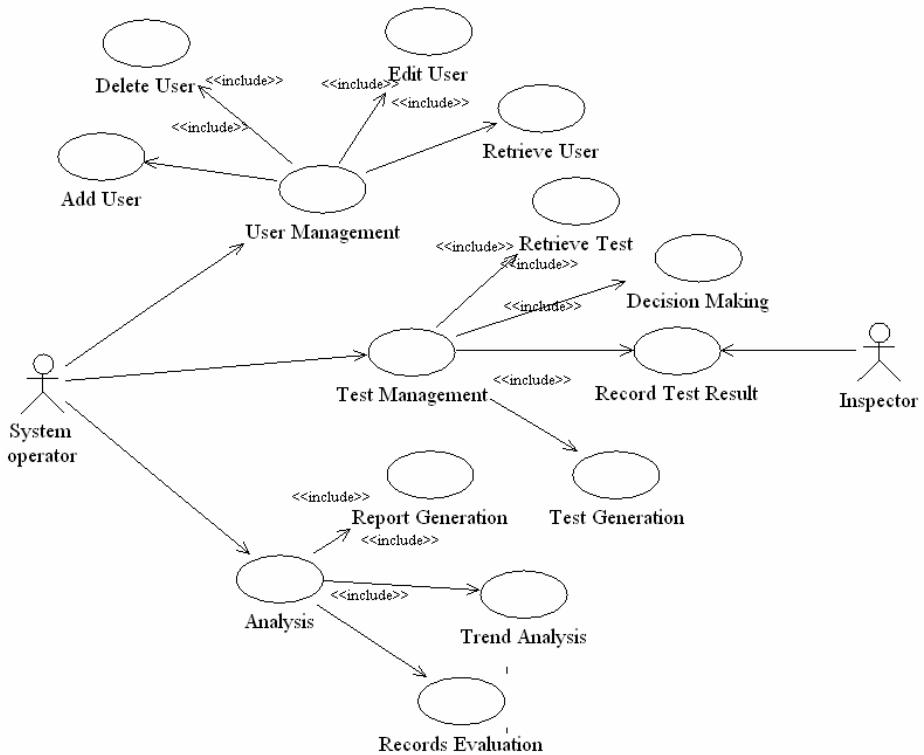 <<include>>
Edit User
Delete User
<<include>>
<<include>>
<<include>>
Retrieve User
Add User
User Management
<<include>>
Retrieve Test
<<include>>
Decision Making
<<include>>
Test Management
<<include>>
Record Test Result
Inspector
System
operator
<<include>>
Report Generation
Test Generation
<<include>>
<<include>>
Analysis
Trend Analysis
Records Evaluation